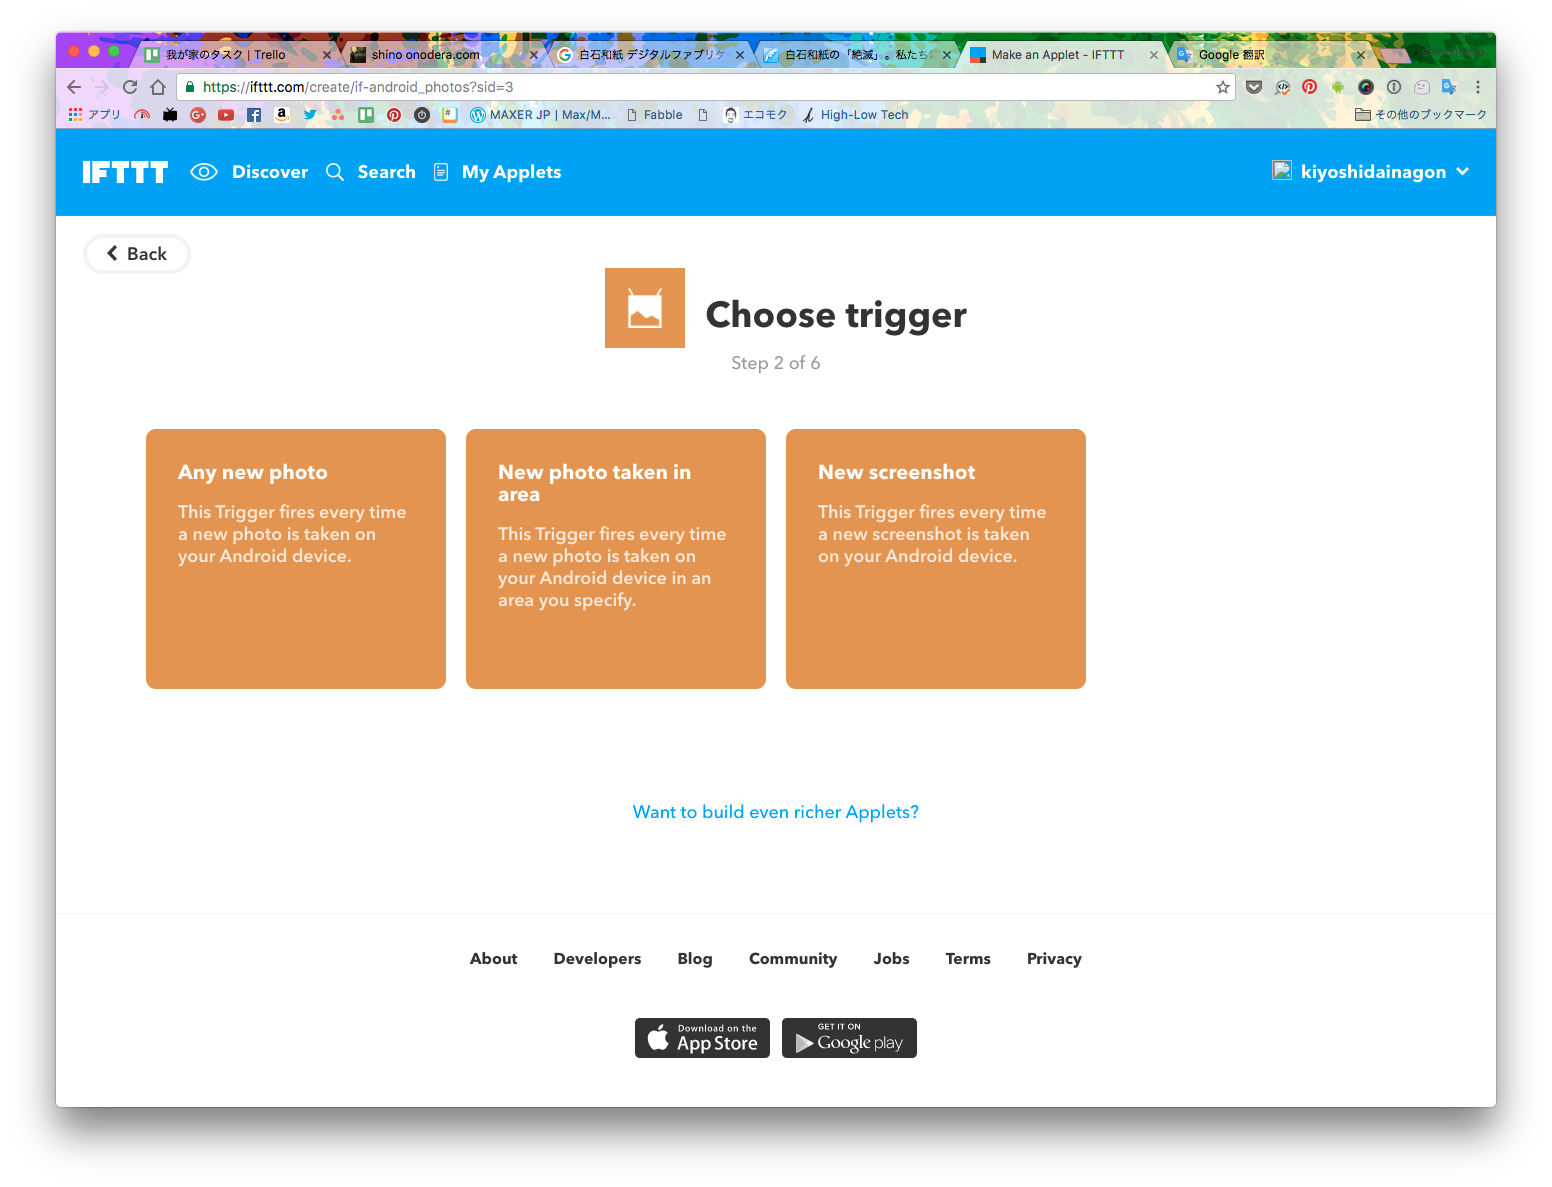 我が家のタスク | Trello
shino onodera.com
白石和紙 デジタルファブリケー
白石和紙の「絶滅」。私たちに
Make an Applet - IFTTT
Google 翻訳
https://ifttt.com/create/if-android_photos?sid=3
アプリ
MAXER JP | Max/M...
Fabble
エコモク
High-Low Tech
その他のブックマーク
IFTTT
Discover
Search
My Applets
kiyoshidainagon
Back
Choose trigger
Step 2 of 6
Any new photo
This Trigger fires every time
a new photo is taken on
your Android device.
New photo taken in
area
This Trigger fires every time
a new photo is taken on
your Android device in an
area you specify.
New screenshot
This Trigger fires every time
a new screenshot is taken
on your Android device.
Want to build even richer Applets?
About
Developers
Blog
Community
Jobs
Terms
Privacy
Download on the
App Store
GET IT ON
Google play